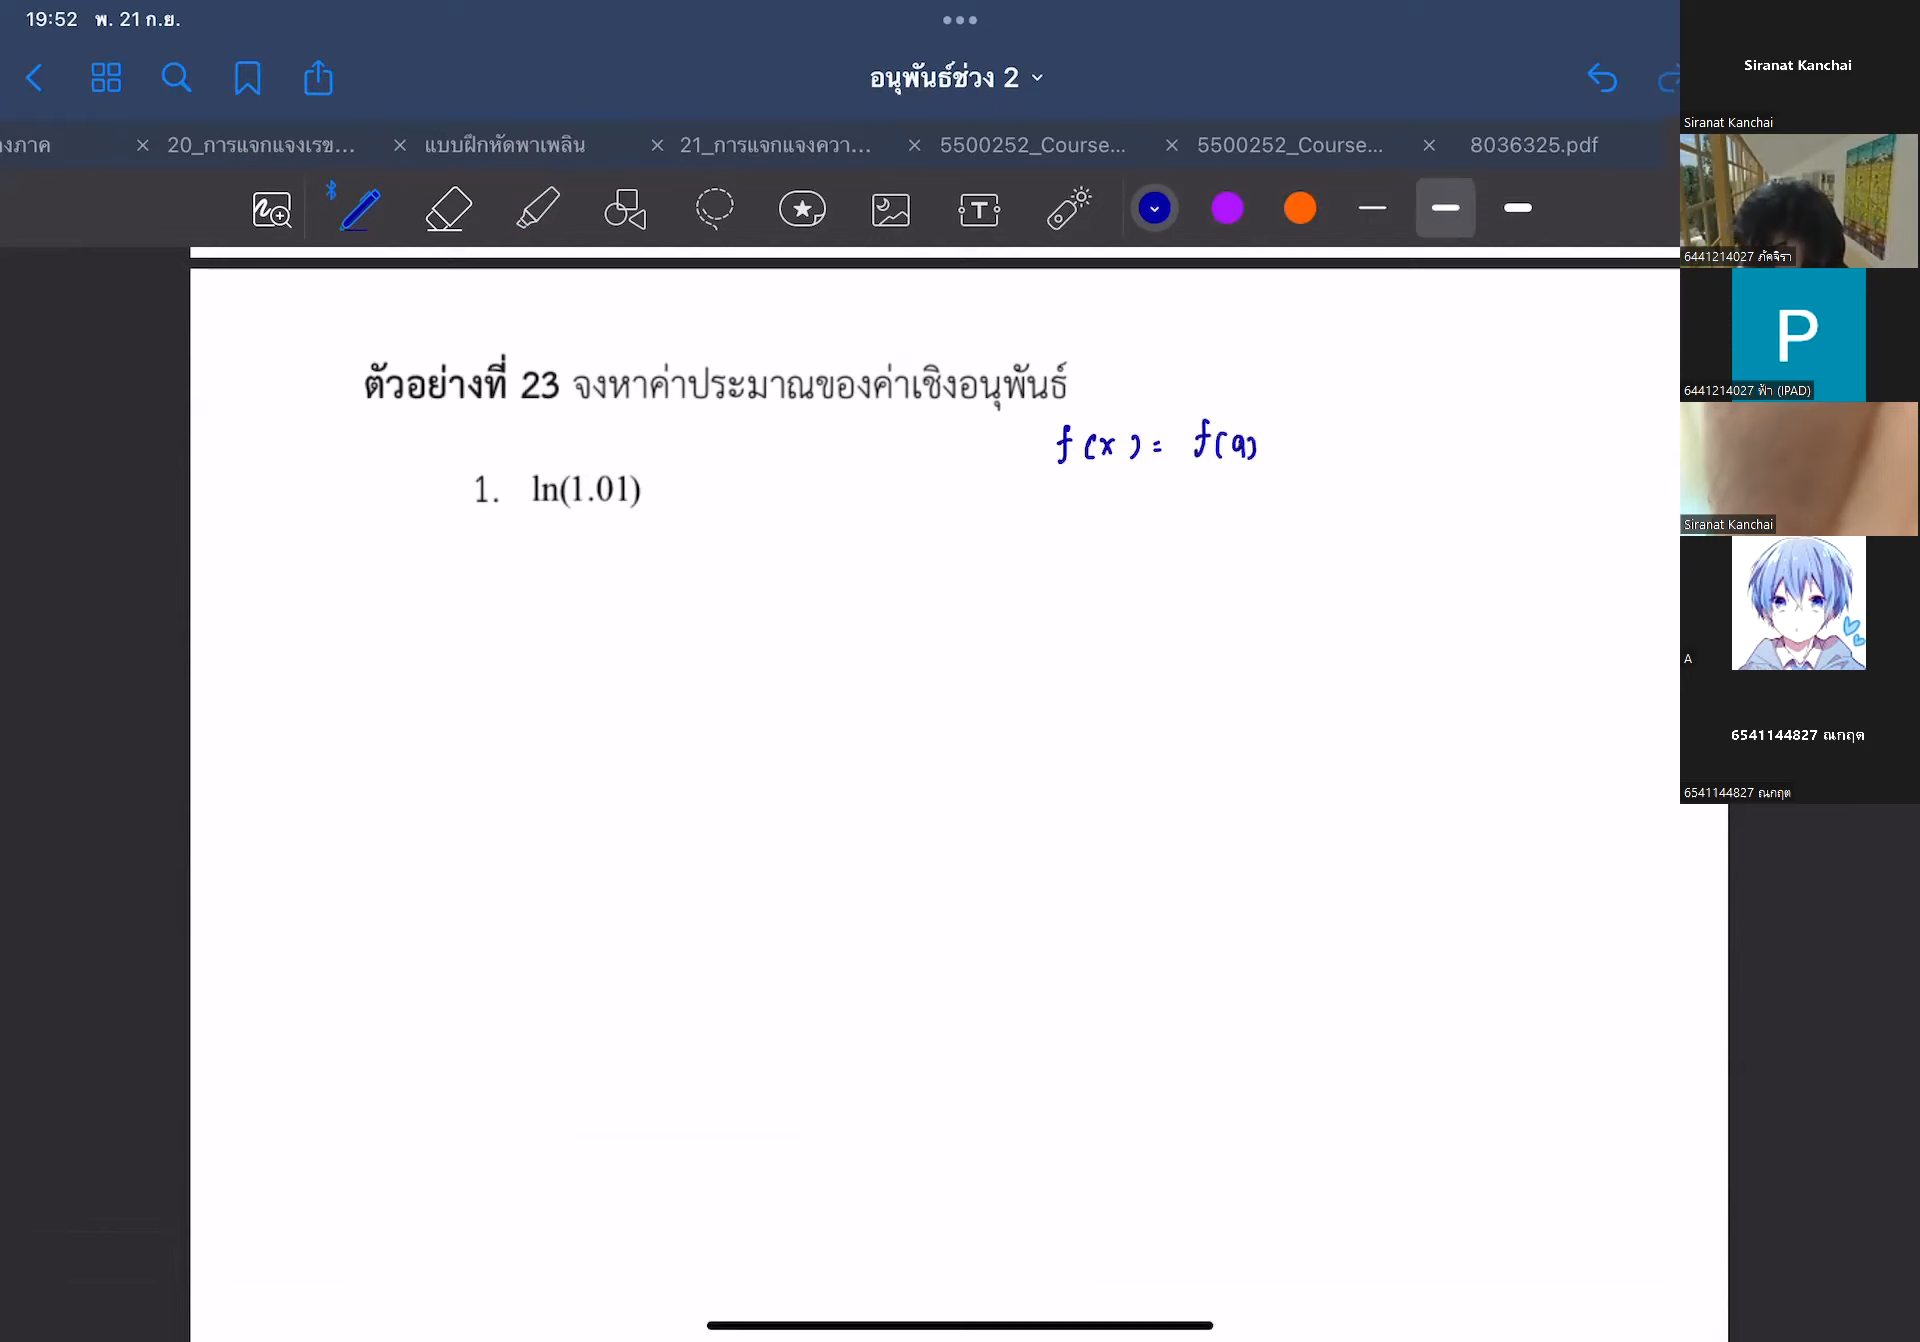 19:52 พ. 21 ก.ย.
อนุพันธ์ช่วง 2
งภาค
20_การแจกแจงเรข...
แบบฝึกหัดพาเพลิน
21_การแจกแจงควา...
5500252_Course...
5500252_Course...
8036325.pdf
ตัวอย่างที่ 23 จงหาค่าประมาณของค่าเชิงอนุพันธ์
f(x) = f(a)
1. ln(1.01)
Siranat Kanchai
Siranat Kanchai
6441214027 ภัคจิรา
P
6441214027 ฟ้า (IPAD)
Siranat Kanchai
A
6541144827 ณกฤต
6541144827 ณกฤต